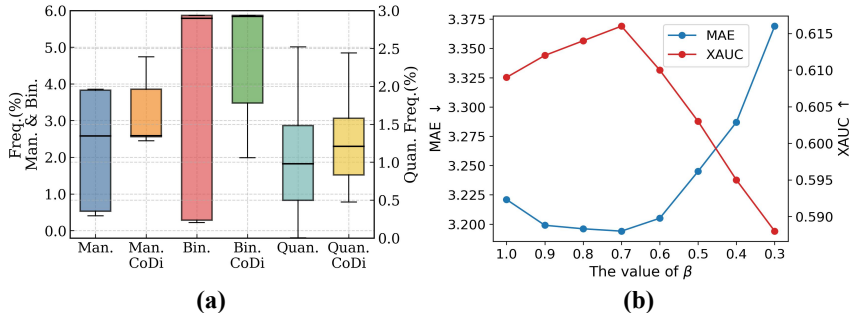 6.0
5.0
4.0
3.0
2.0
1.0
0.0
Freq.(%)
Man. & Bin.
3.0
2.5
2.0
1.5
1.0
0.5
0.0
Quan. Freq.(%)
Man.
Man.
CoDi
Bin.
Bin.
CoDi
Quan.
Quan.
CoDi
(a)
3.375
3.350
3.325
3.300
3.275
3.250
3.225
3.200
MAE ↓
MAE
XAUC
0.615
0.610
0.605
0.600
0.595
0.590
XAUC ↑
1.0 0.9 0.8 0.7 0.6 0.5 0.4 0.3
The value of β
(b)